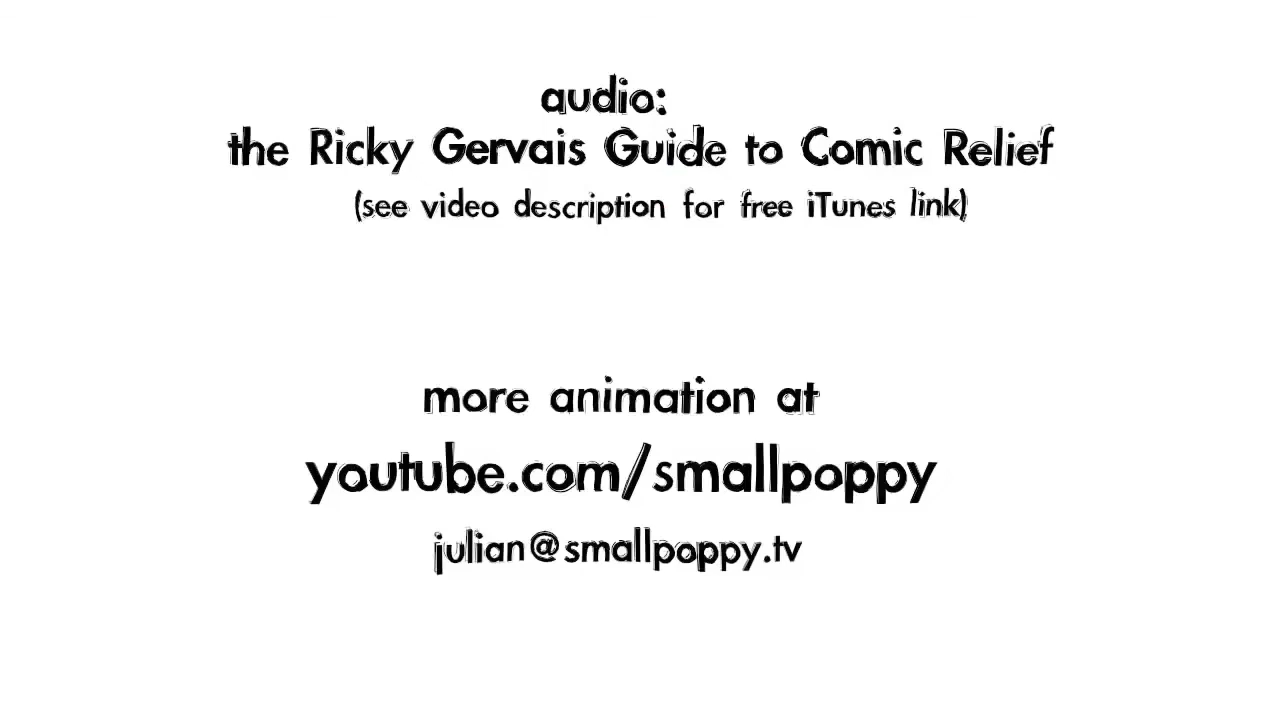 audio:
the Ricky Gervais Guide to Comic Relief
(see video description for free iTunes link)
more animation at
youtube.com/smallpoppy
julian@smallpoppy.tv